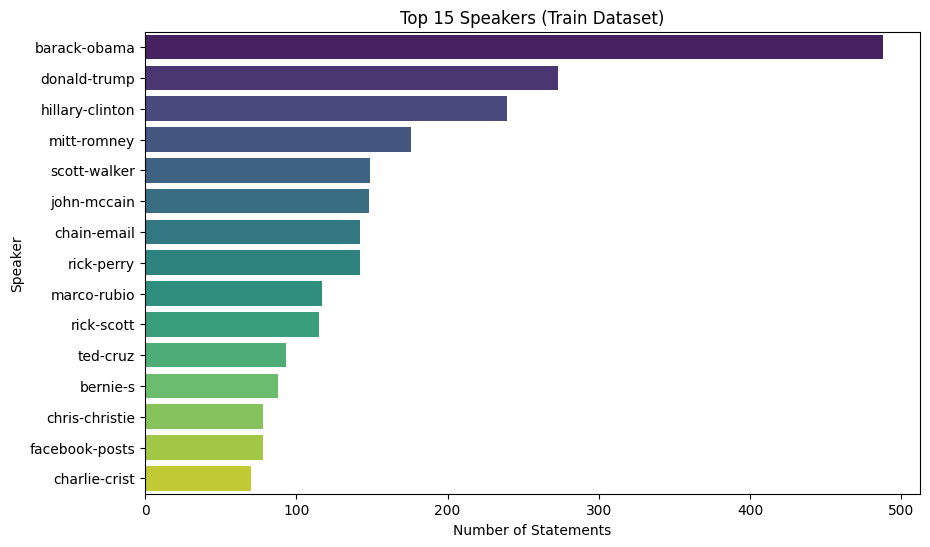 Top 15 Speakers (Train Dataset)
Speaker
barack-obama
donald-trump
hillary-clinton
mitt-romney
scott-walker
john-mccain
chain-email
rick-perry
marco-rubio
rick-scott
ted-cruz
bernie-s
chris-christie
facebook-posts
charlie-crist
0 100 200 300 400 500
Number of Statements